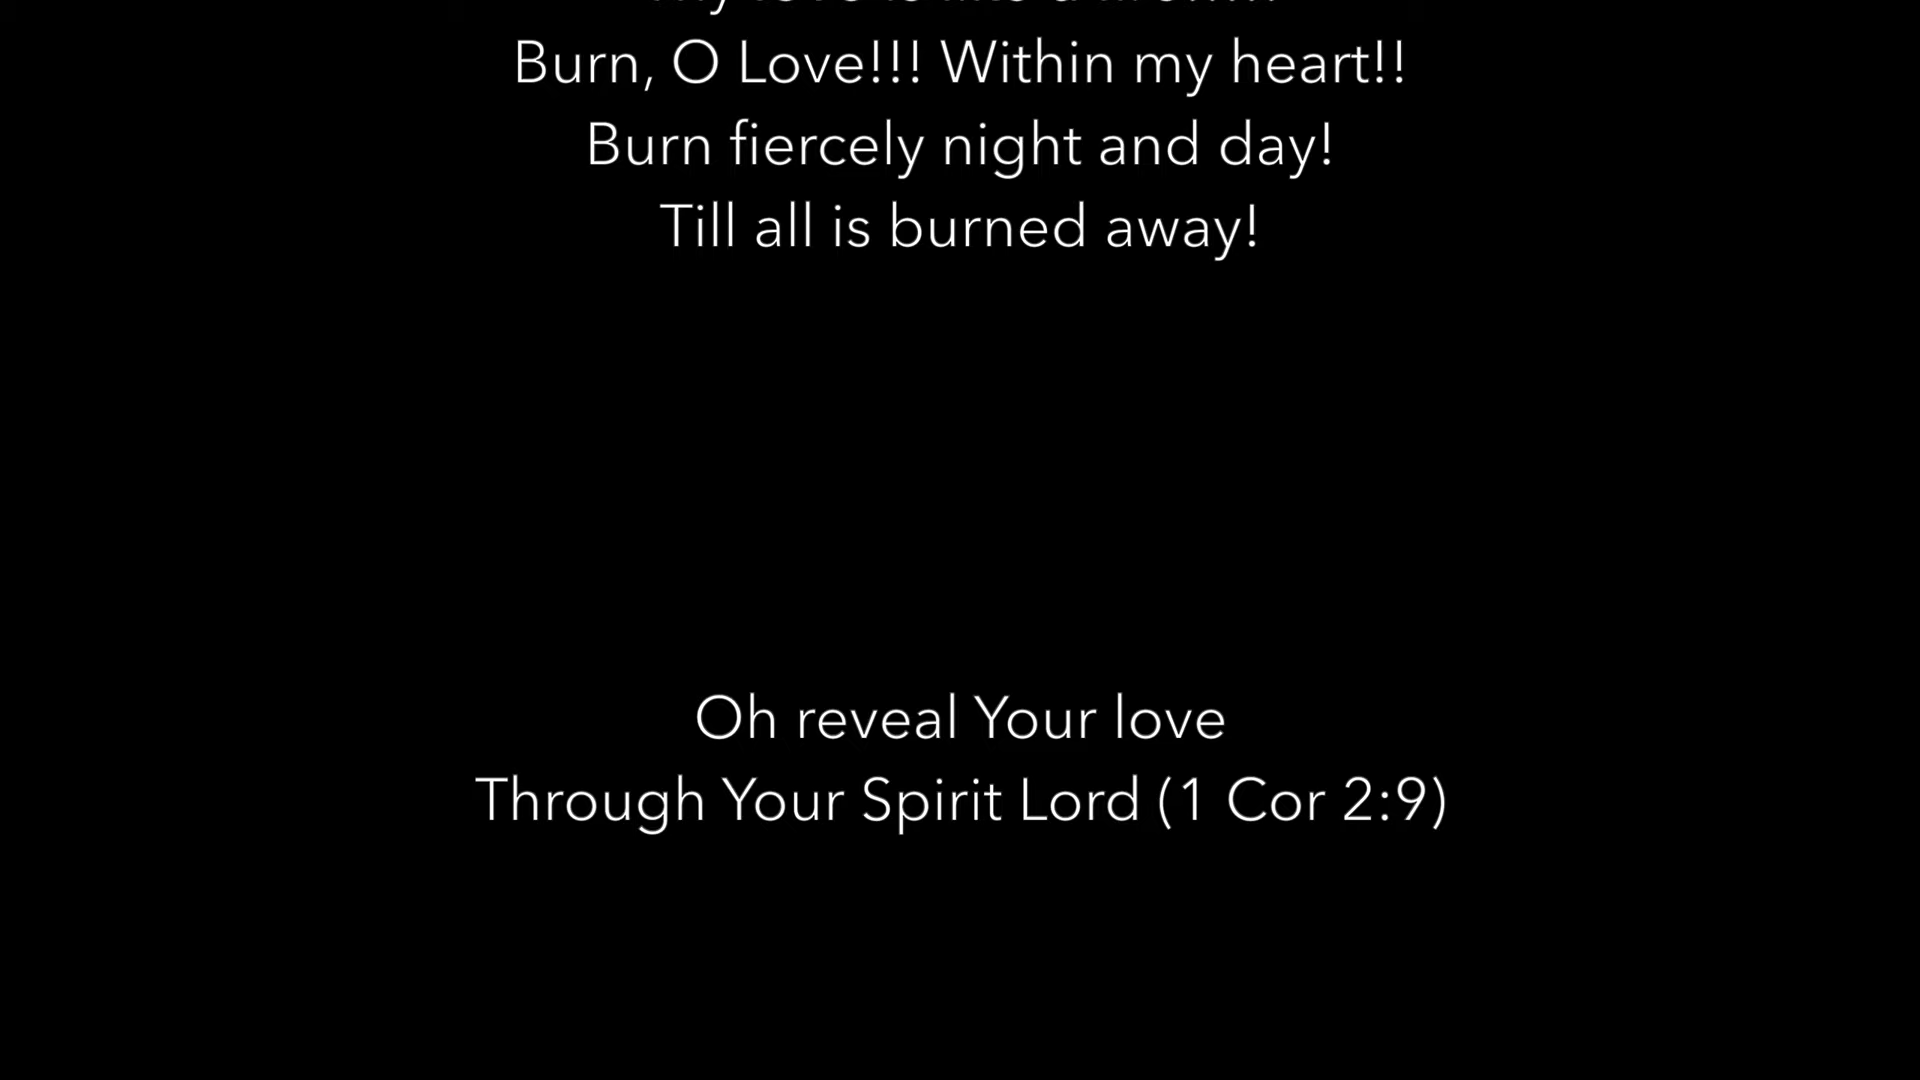 Burn, O Love!!! Within my heart!!
Burn fiercely night and day!
Till all is burned away!
Oh reveal Your love
Through Your Spirit Lord (1 Cor 2:9)